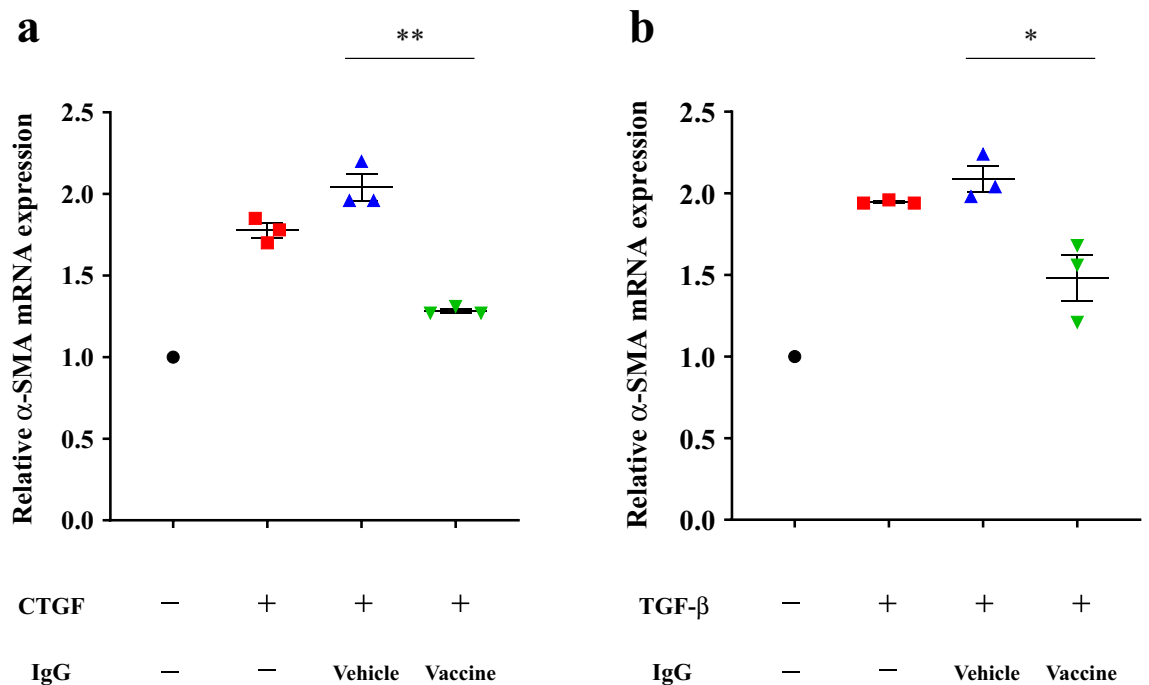 a
**
Relative α-SMA mRNA expression
2.5
2.0
1.5
1.0
0.5
0.0
CTGF − + + +
IgG − − Vehicle Vaccine
b
*
Relative α-SMA mRNA expression
2.5
2.0
1.5
1.0
0.5
0.0
TGF-β − + + +
IgG − − Vehicle Vaccine